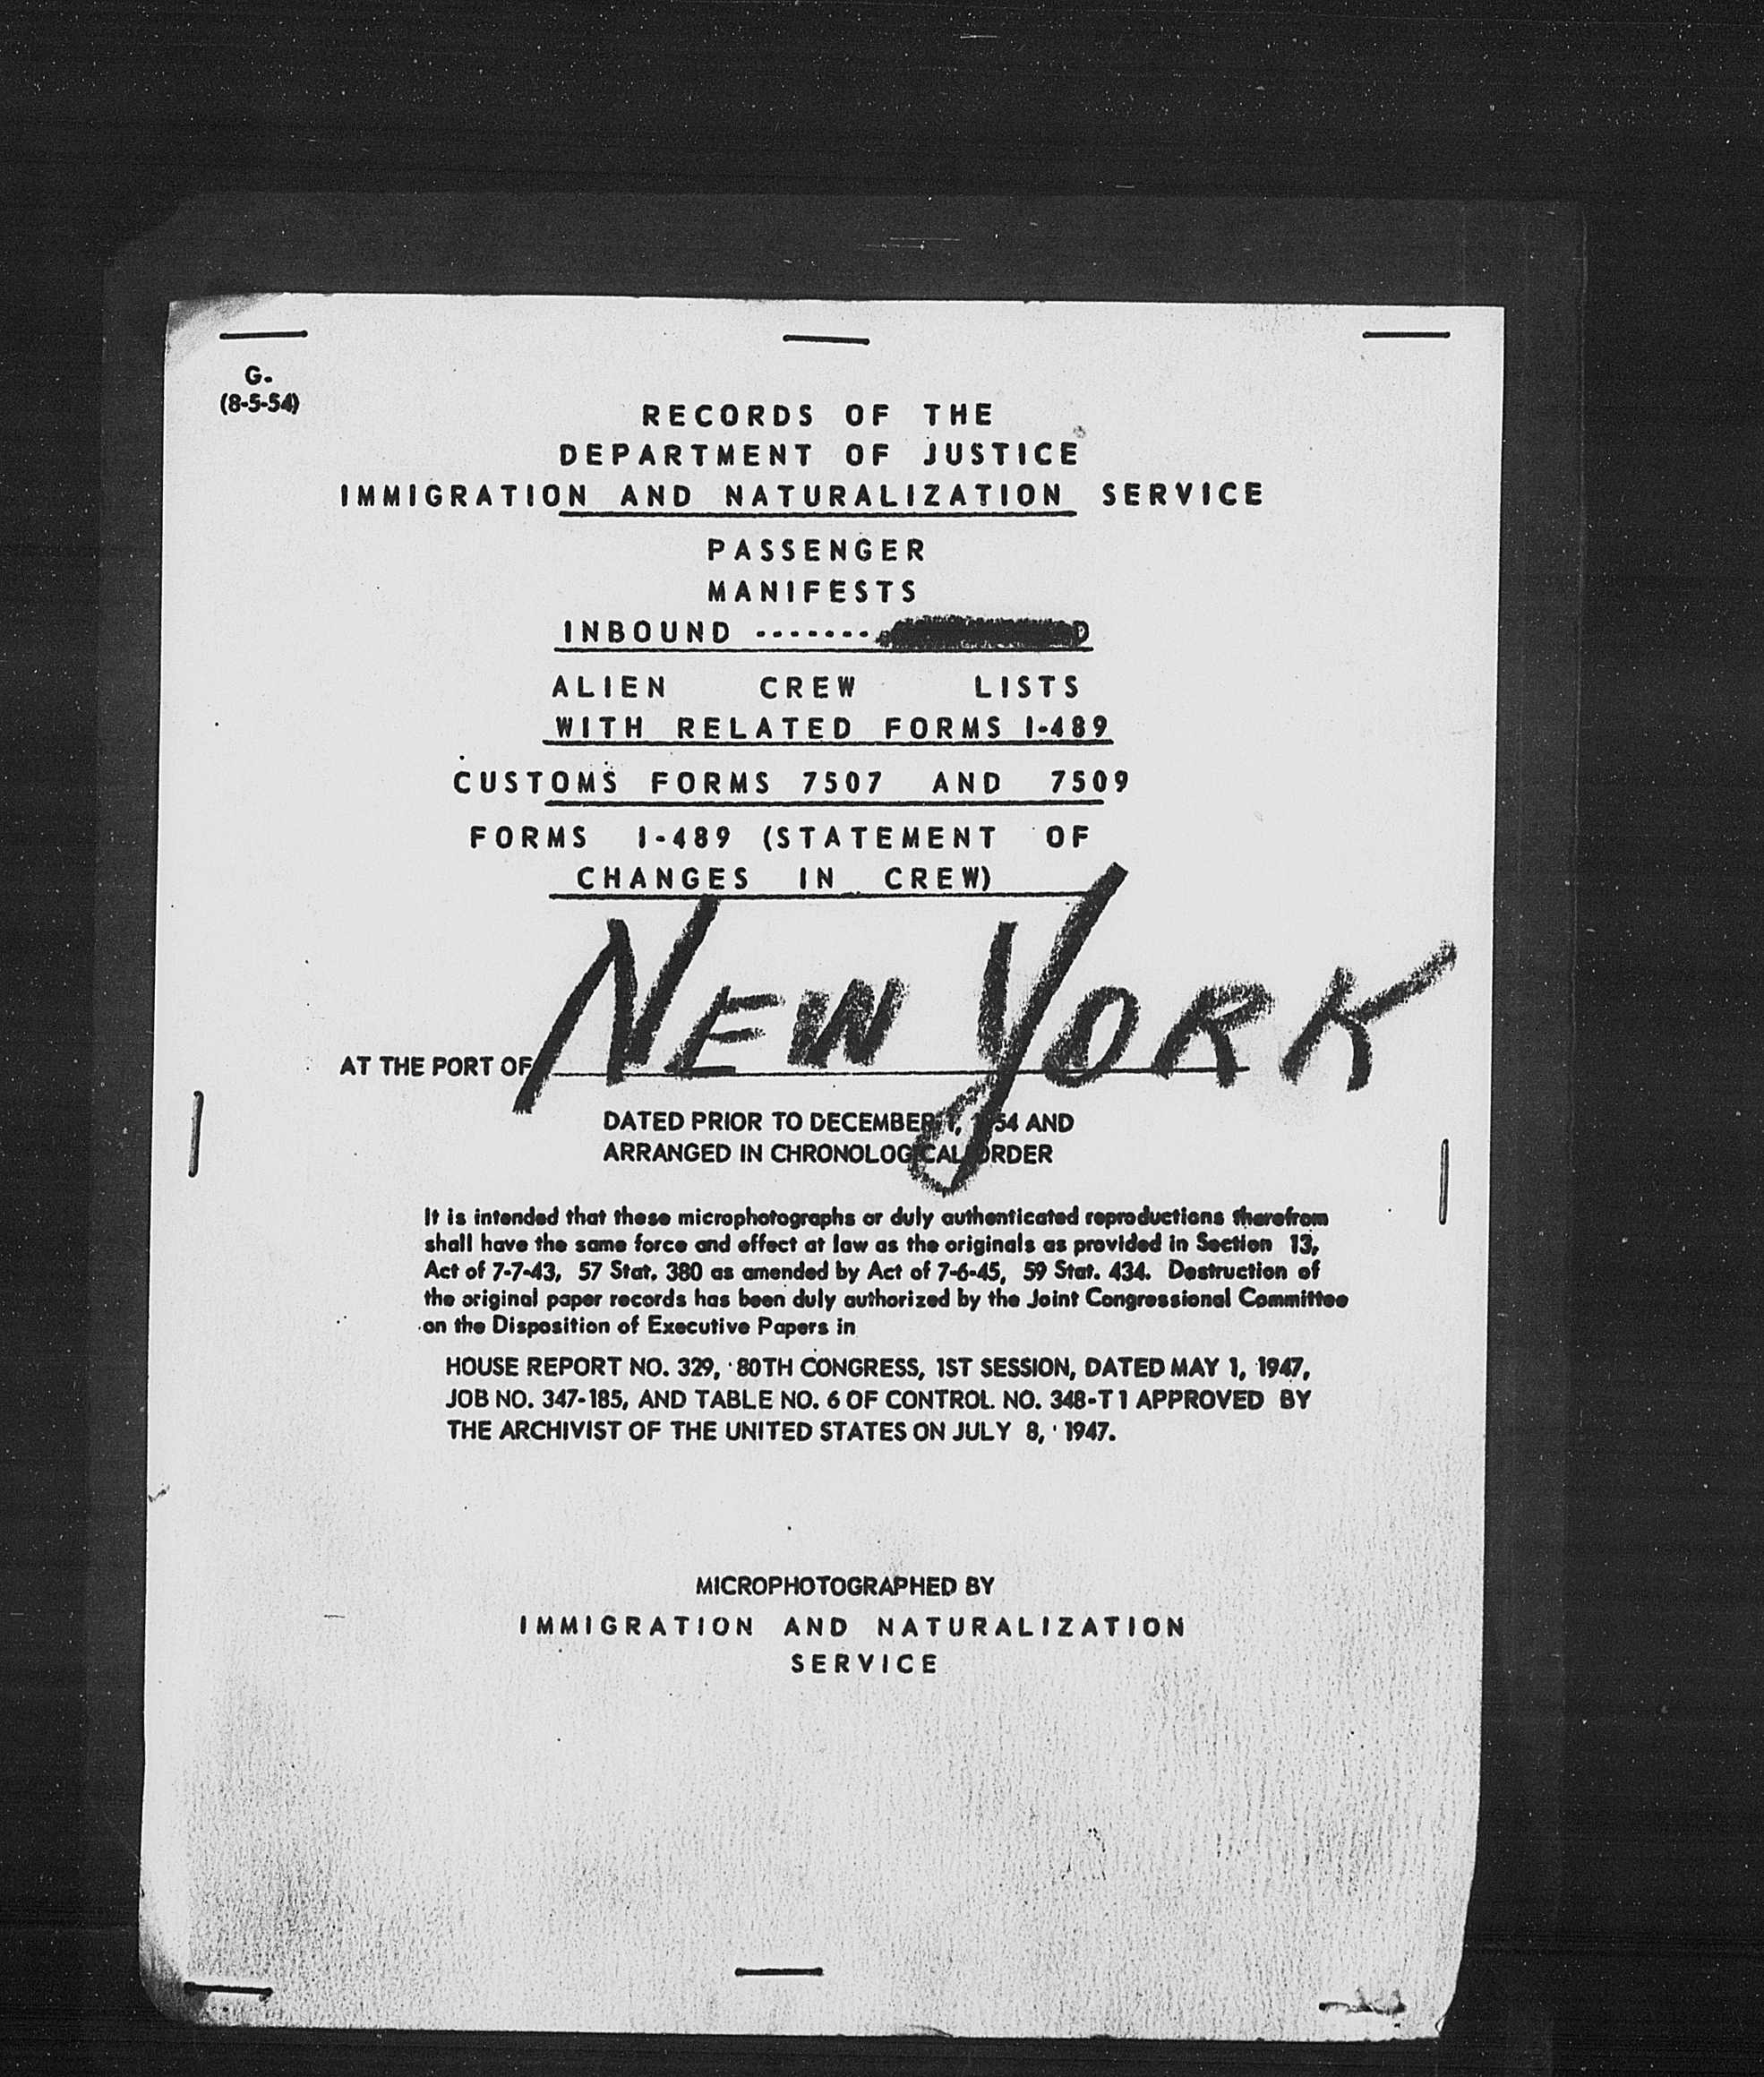 G.
(8-5-54)
RECORDS OF THE
DEPARTMENT OF JUSTICE
IMMIGRATION AND NATURALIZATION SERVICE
PASSENGER
MANIFESTS
INBOUND -------
ALIEN CREW LISTS
WITH RELATED FORMS I-489
CUSTOMS FORMS 7507 AND 7509
FORMS I-489 (STATEMENT OF
CHANGES IN CREW)
AT THE PORT OF NEW YORK
DATED PRIOR TO DECEMBER 1, 1954 AND
ARRANGED IN CHRONOLOGICAL ORDER
It is intended that these microphotographs or duly authenticated reproductions therefrom
shall have the same force and effect at law as the originals as provided in Section 13,
Act of 7-7-43, 57 Stat. 380 as amended by Act of 7-6-45, 59 Stat. 434. Destruction of
the original paper records has been duly authorized by the Joint Congressional Committee
on the Disposition of Executive Papers in
HOUSE REPORT NO. 329, 80TH CONGRESS, 1ST SESSION, DATED MAY 1, 1947,
JOB NO. 347-185, AND TABLE NO. 6 OF CONTROL NO. 348-T1 APPROVED BY
THE ARCHIVIST OF THE UNITED STATES ON JULY 8, 1947.
MICROPHOTOGRAPHED BY
IMMIGRATION AND NATURALIZATION
SERVICE